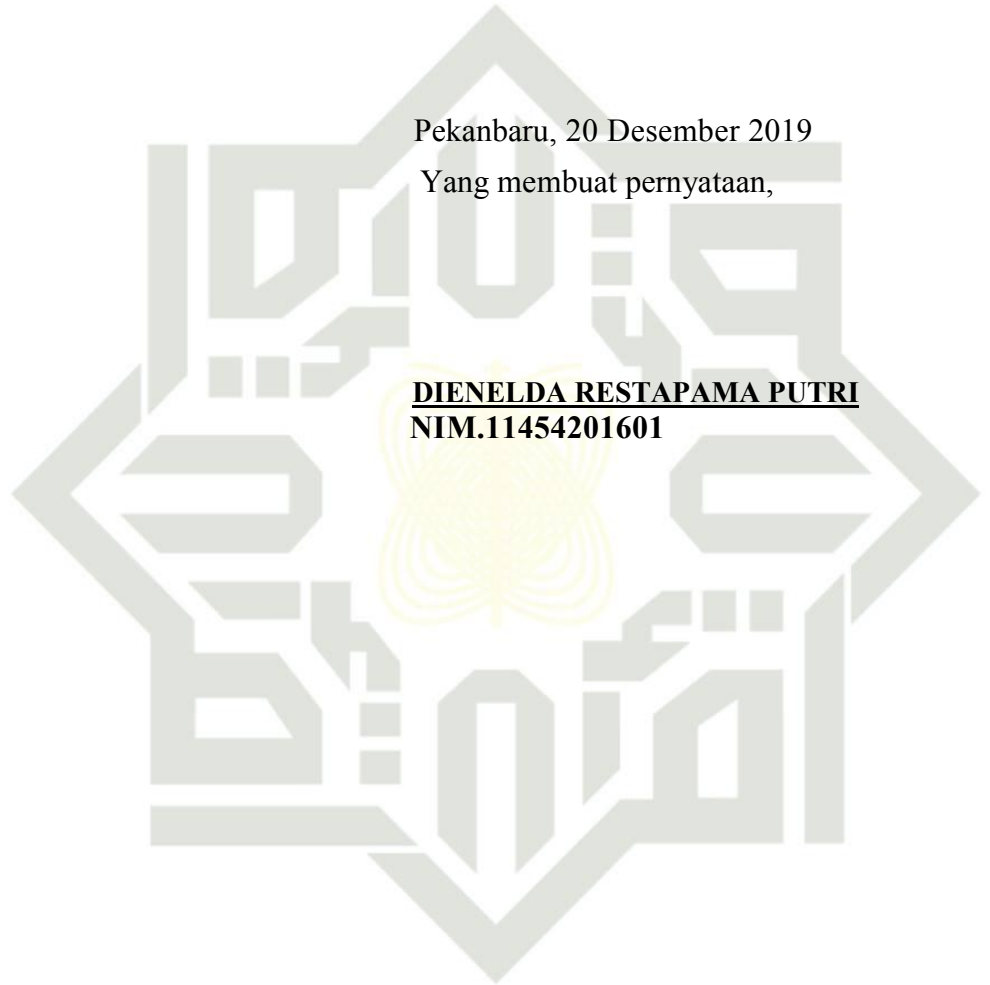 Pekanbaru, 20 Desember 2019
Yang membuat pernyataan,
DIENELDA RESTAPAMA PUTRI
NIM.11454201601